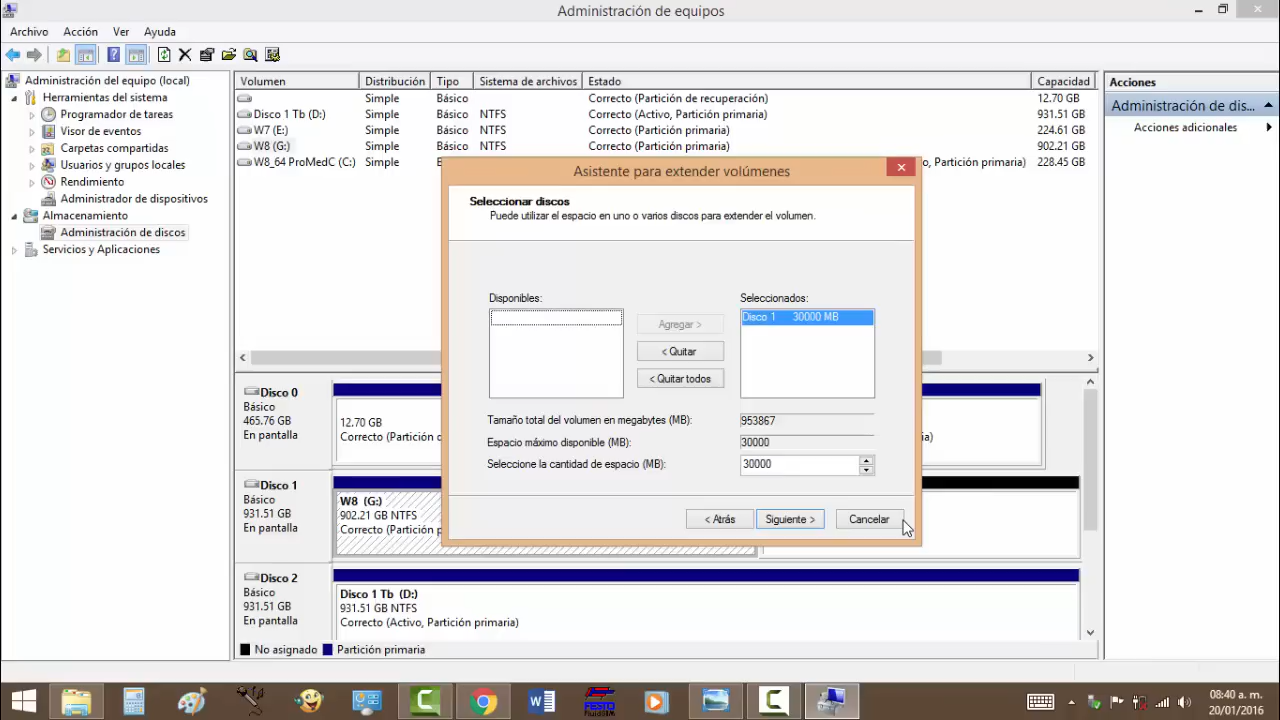 Administración de equipos
Archivo Acción Ver Ayuda
Administración del equipo (local)
Herramientas del sistema
Programador de tareas
Visor de eventos
Carpetas compartidas
Usuarios y grupos locales
Rendimiento
Administrador de dispositivos
Almacenamiento
Administración de discos
Servicios y Aplicaciones
Volumen Distribución Tipo Sistema de archivos Estado Capacidad
Simple Básico Correcto (Partición de recuperación) 12.70 GB
Disco 1 Tb (D:) Simple Básico NTFS Correcto (Activo, Partición primaria) 931.51 GB
W7 (E:) Simple Básico NTFS Correcto (Partición primaria) 224.61 GB
W8 (G:) Simple Básico NTFS Correcto (Partición primaria) 902.21 GB
W8_64 ProMedC (C:) Simple o, Partición primaria) 228.45 GB
Acciones
Administración de dis...
Acciones adicionales
Asistente para extender volúmenes
Seleccionar discos
Puede utilizar el espacio en uno o varios discos para extender el volumen.
Disponibles:
Seleccionados:
Disco 1 30000 MB
Agregar >
< Quitar
< Quitar todos
Tamaño total del volumen en megabytes (MB): 953867
Espacio máximo disponible (MB): 30000
Seleccione la cantidad de espacio (MB): 30000
< Atrás Siguiente > Cancelar
Disco 0
Básico
465.76 GB
En pantalla
12.70 GB
Correcto (Partición d
ia)
Disco 1
Básico
931.51 GB
En pantalla
W8 (G:)
902.21 GB NTFS
Correcto (Partición p
Disco 2
Básico
931.51 GB
En pantalla
Disco 1 Tb (D:)
931.51 GB NTFS
Correcto (Activo, Partición primaria)
No asignado Partición primaria
FESTO
08:40 a. m.
20/01/2016